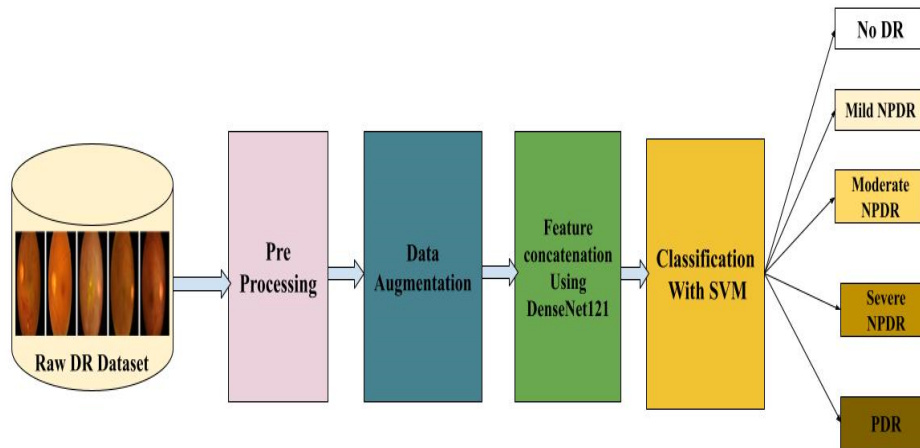 Raw DR Dataset
Pre
Processing
Data
Augmentation
Feature
concatenation
Using
DenseNet121
Classification
With SVM
No DR
Mild NPDR
Moderate
NPDR
Severe
NPDR
PDR